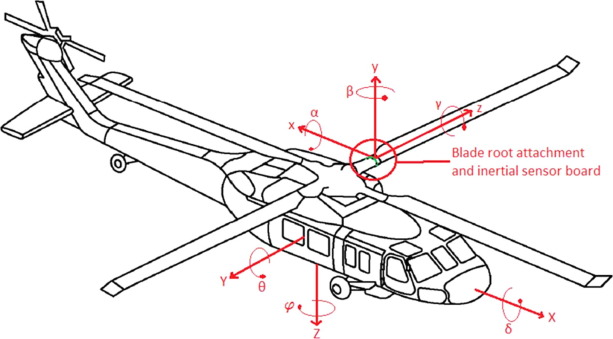 y
β
α
x
γ
z
Blade root attachment
and inertial sensor board
Y
θ
φ
Z
δ
X